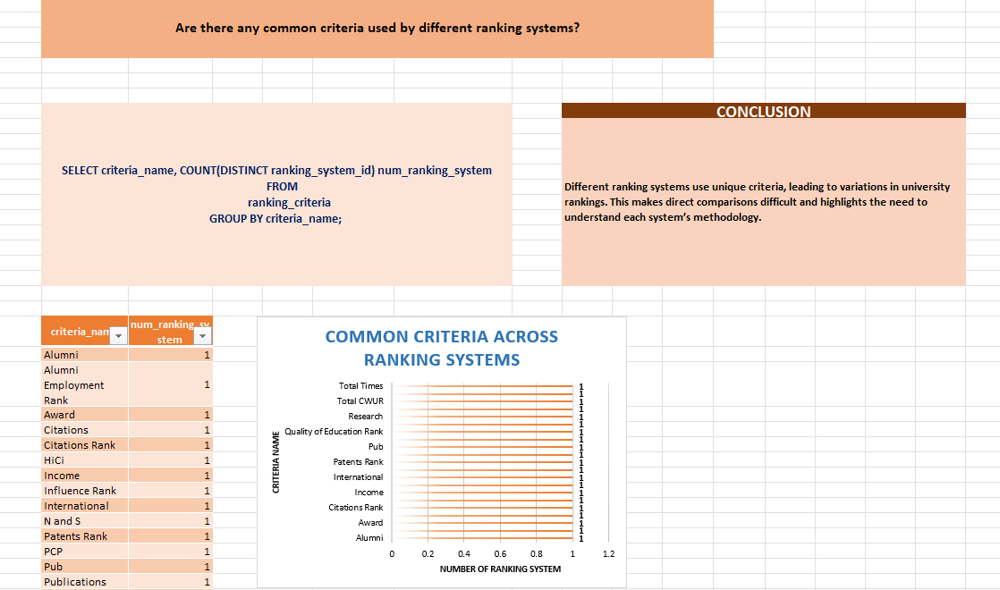 Are there any common criteria used by different ranking systems?
SELECT criteria_name, COUNT(DISTINCT ranking_system_id) num_ranking_system
FROM
ranking_criteria
GROUP BY criteria_name;
CONCLUSION
Different ranking systems use unique criteria, leading to variations in university
rankings. This makes direct comparisons difficult and highlights the need to
understand each system’s methodology.
criteria_nam
num_ranking_sy
stem
Alumni 1
Alumni
Employment 1
Rank
Award 1
Citations 1
Citations Rank 1
HiCi 1
Income 1
Influence Rank 1
International 1
N and S 1
Patents Rank 1
PCP 1
Pub 1
Publications 1
COMMON CRITERIA ACROSS
RANKING SYSTEMS
CRITERIA NAME
Total Times 1
1
Total CWUR 1
1
Research 1
1
Quality of Education Rank 1
1
Pub 1
1
Patents Rank 1
1
International 1
1
Income 1
1
Citations Rank 1
1
Award 1
1
Alumni 1
0 0.2 0.4 0.6 0.8 1 1.2
NUMBER OF RANKING SYSTEM